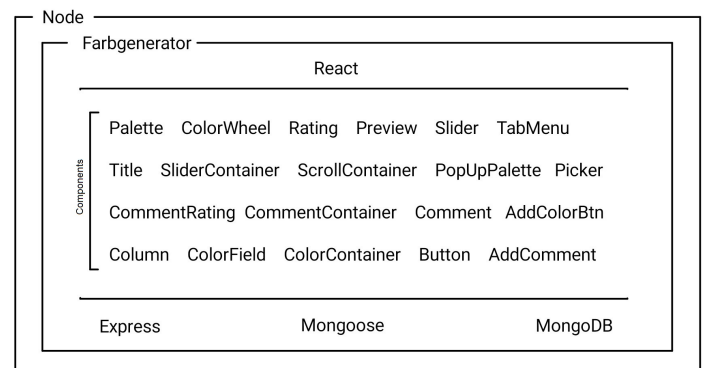 Node
Farbgenerator
React
Components
Palette ColorWheel Rating Preview Slider TabMenu
Title SliderContainer ScrollContainer PopUpPalette Picker
CommentRating CommentContainer Comment AddColorBtn
Column ColorField ColorContainer Button AddComment
Express Mongoose MongoDB